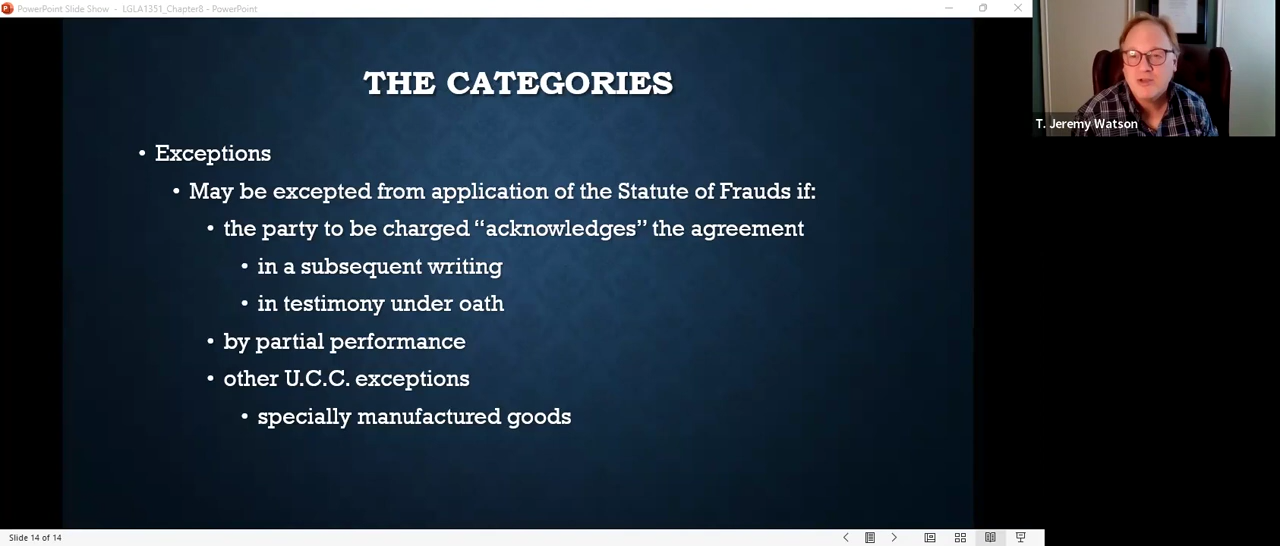 PowerPoint Slide Show - LGLA1351_Chapter8 - PowerPoint
THE CATEGORIES
• Exceptions
• May be excepted from application of the Statute of Frauds if:
• the party to be charged “acknowledges” the agreement
• in a subsequent writing
• in testimony under oath
• by partial performance
• other U.C.C. exceptions
• specially manufactured goods
T. Jeremy Watson
Slide 14 of 14